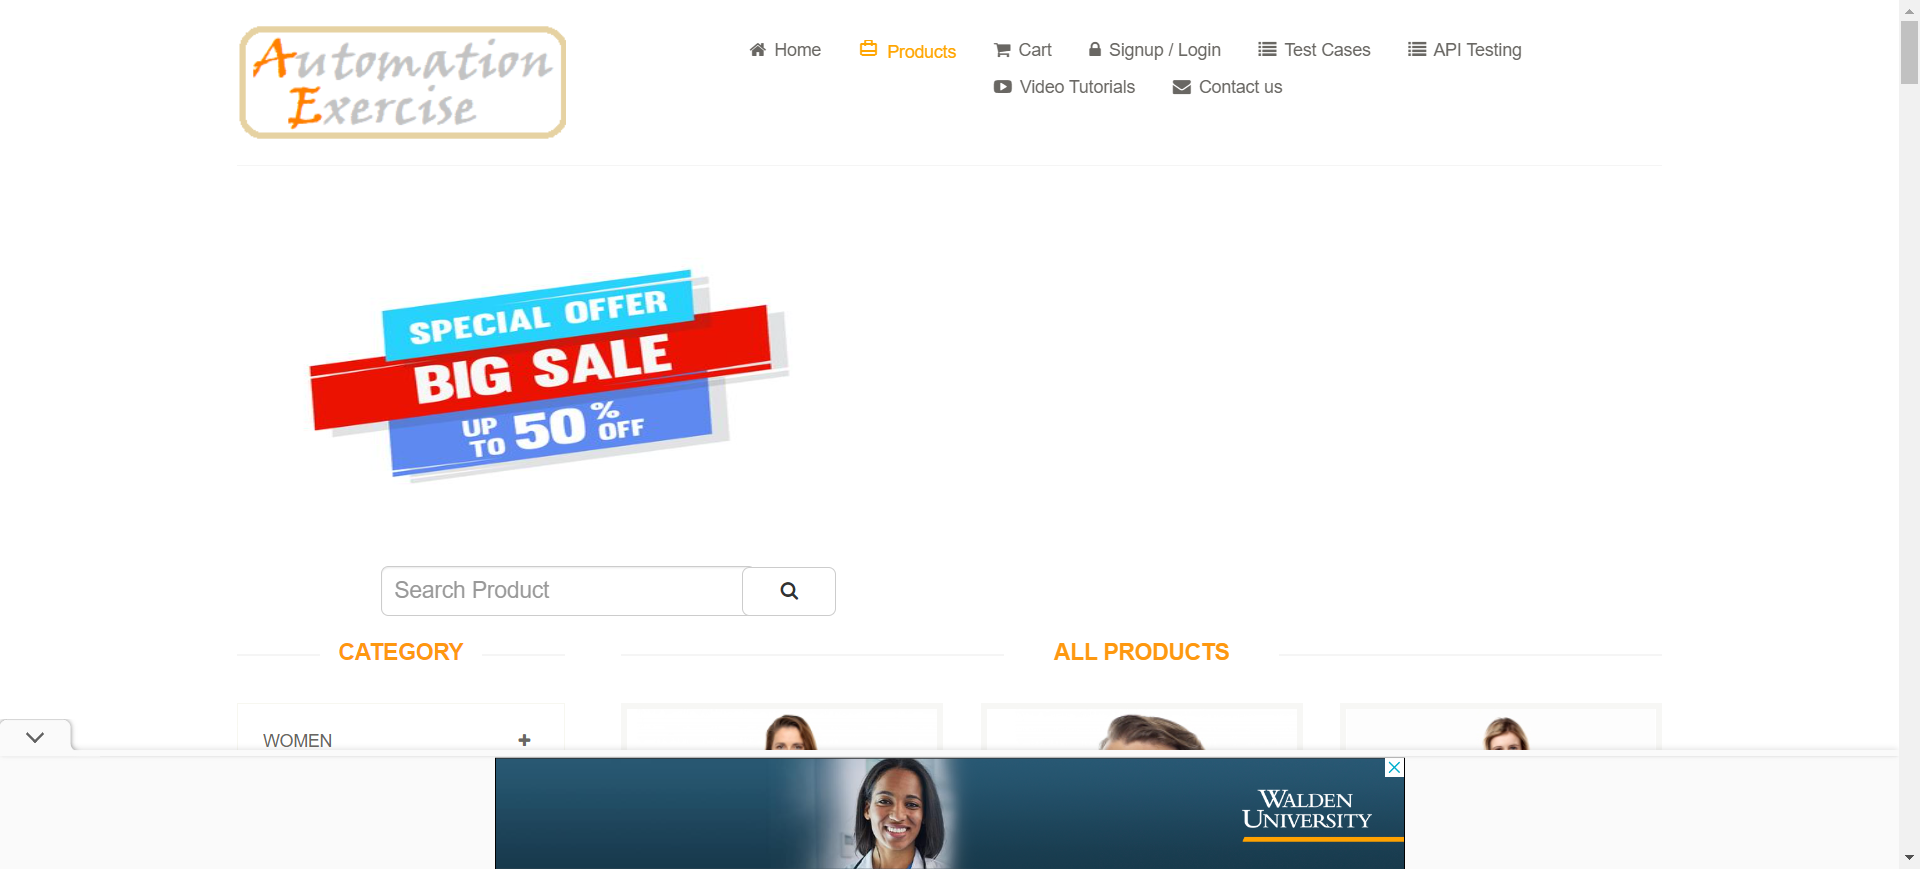 Automation
Exercise
Home
Products
Cart
Signup / Login
Test Cases
API Testing
Video Tutorials
Contact us
SPECIAL OFFER
BIG SALE
UP TO 50% OFF
Search Product
CATEGORY
ALL PRODUCTS
WOMEN
WALDEN
UNIVERSITY